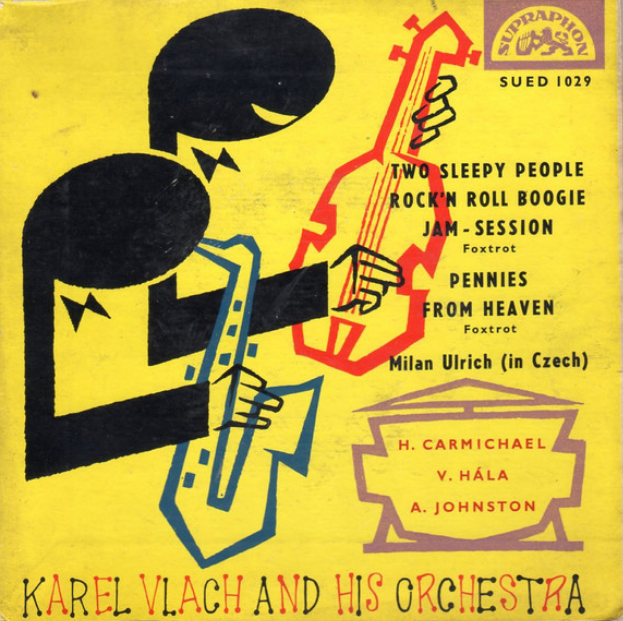 SUPRAPHON
SUED 1029
TWO SLEEPY PEOPLE
ROCK'N ROLL BOOGIE
JAM-SESSION
Foxtrot
PENNIES
FROM HEAVEN
Foxtrot
Milan Ulrich (in Czech)
H. CARMICHAEL
V. HÁLA
A. JOHNSTON
KAREL VLACH AND HIS ORCHESTRA